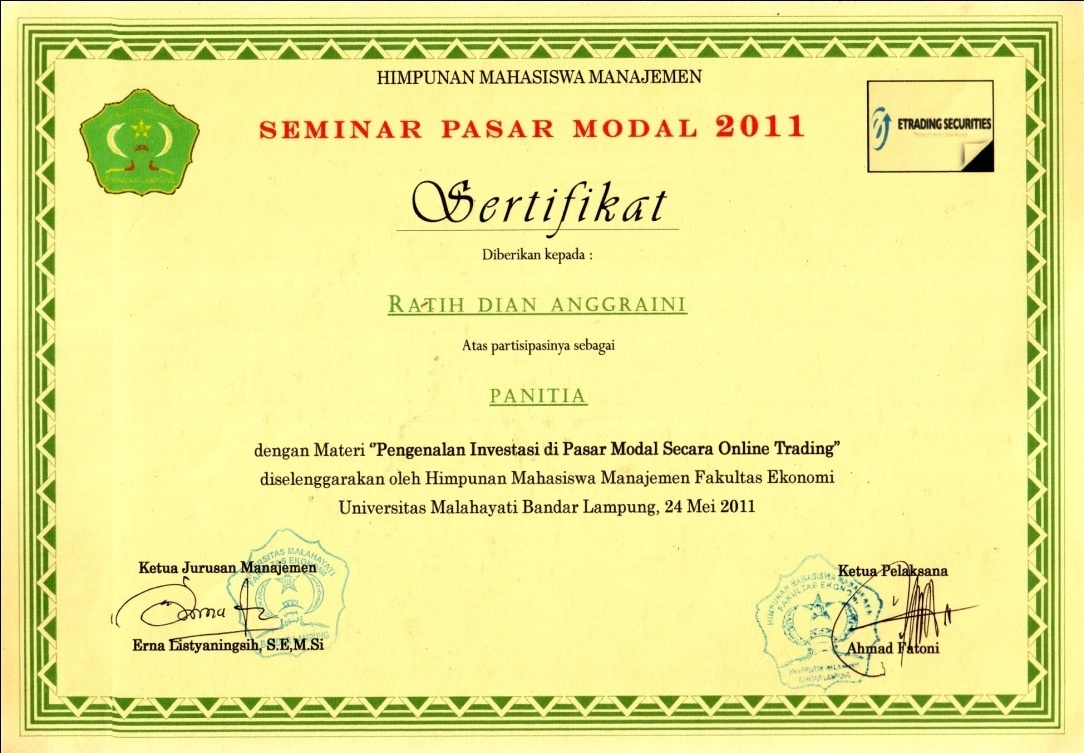 HIMPUNAN MAHASISWA MANAJEMEN
SEMINAR PASAR MODAL 2011
ETRADING SECURITIES
Sertifikat
Diberikan kepada :
RATIH DIAN ANGGRAINI
Atas partisipasinya sebagai
PANITIA
dengan Materi "Pengenalan Investasi di Pasar Modal Secara Online Trading"
diselenggarakan oleh Himpunan Mahasiswa Manajemen Fakultas Ekonomi
Universitas Malahayati Bandar Lampung, 24 Mei 2011
Ketua Jurusan Manajemen
Erna Listyaningsih, S.E,M.Si
Ketua Pelaksana
Ahmad Fatoni